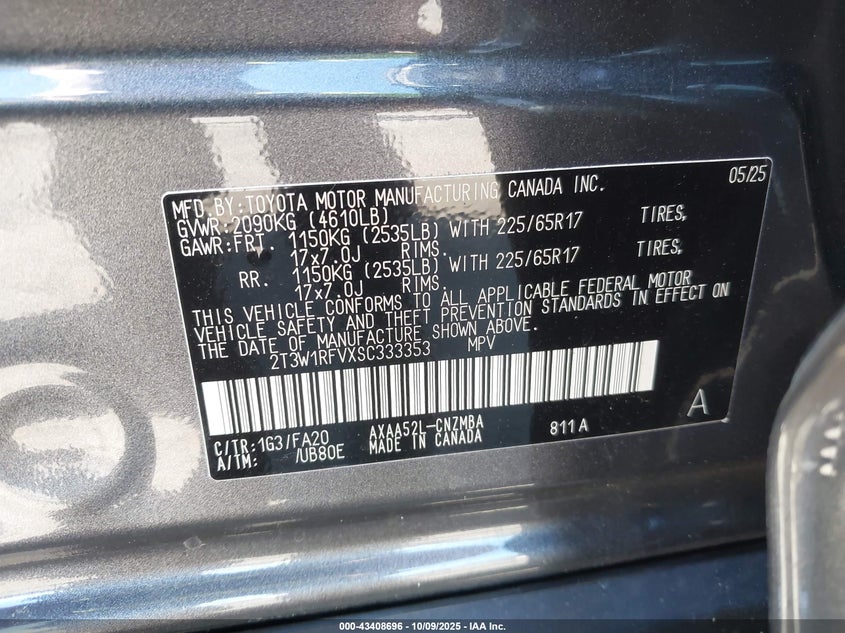 MFD. BY: TOYOTA MOTOR MANUFACTURING CANADA INC. 05/25
GVWR: 2090KG (4610LB)
GAWR: FRT. 1150KG (2535LB) WITH 225/65R17 TIRES,
17x7.0J RIMS.
RR. 1150KG (2535LB) WITH 225/65R17 TIRES,
17x7.0J RIMS.
THIS VEHICLE CONFORMS TO ALL APPLICABLE FEDERAL MOTOR
VEHICLE SAFETY AND THEFT PREVENTION STANDARDS IN EFFECT ON
THE DATE OF MANUFACTURE SHOWN ABOVE.
2T3W1RFVXSC333353 MPV
A
C/TR: 1G3/FA20 AXAA52L-CNZMBA 811A
A/TM: /UB80E MADE IN CANADA
000-43408696 - 10/09/2025 - IAA Inc.